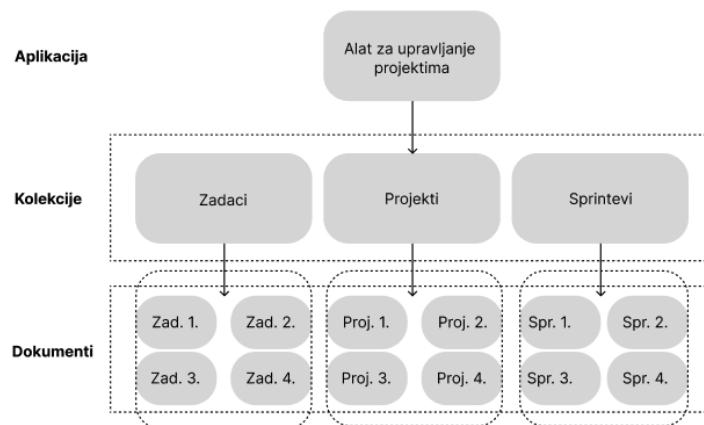 Aplikacija
Alat za upravljanje
projektima
Kolekcije
Zadaci
Projekti
Sprintevi
Dokumenti
Zad. 1.
Zad. 2.
Proj. 1.
Proj. 2.
Spr. 1.
Spr. 2.
Zad. 3.
Zad. 4.
Proj. 3.
Proj. 4.
Spr. 3.
Spr. 4.